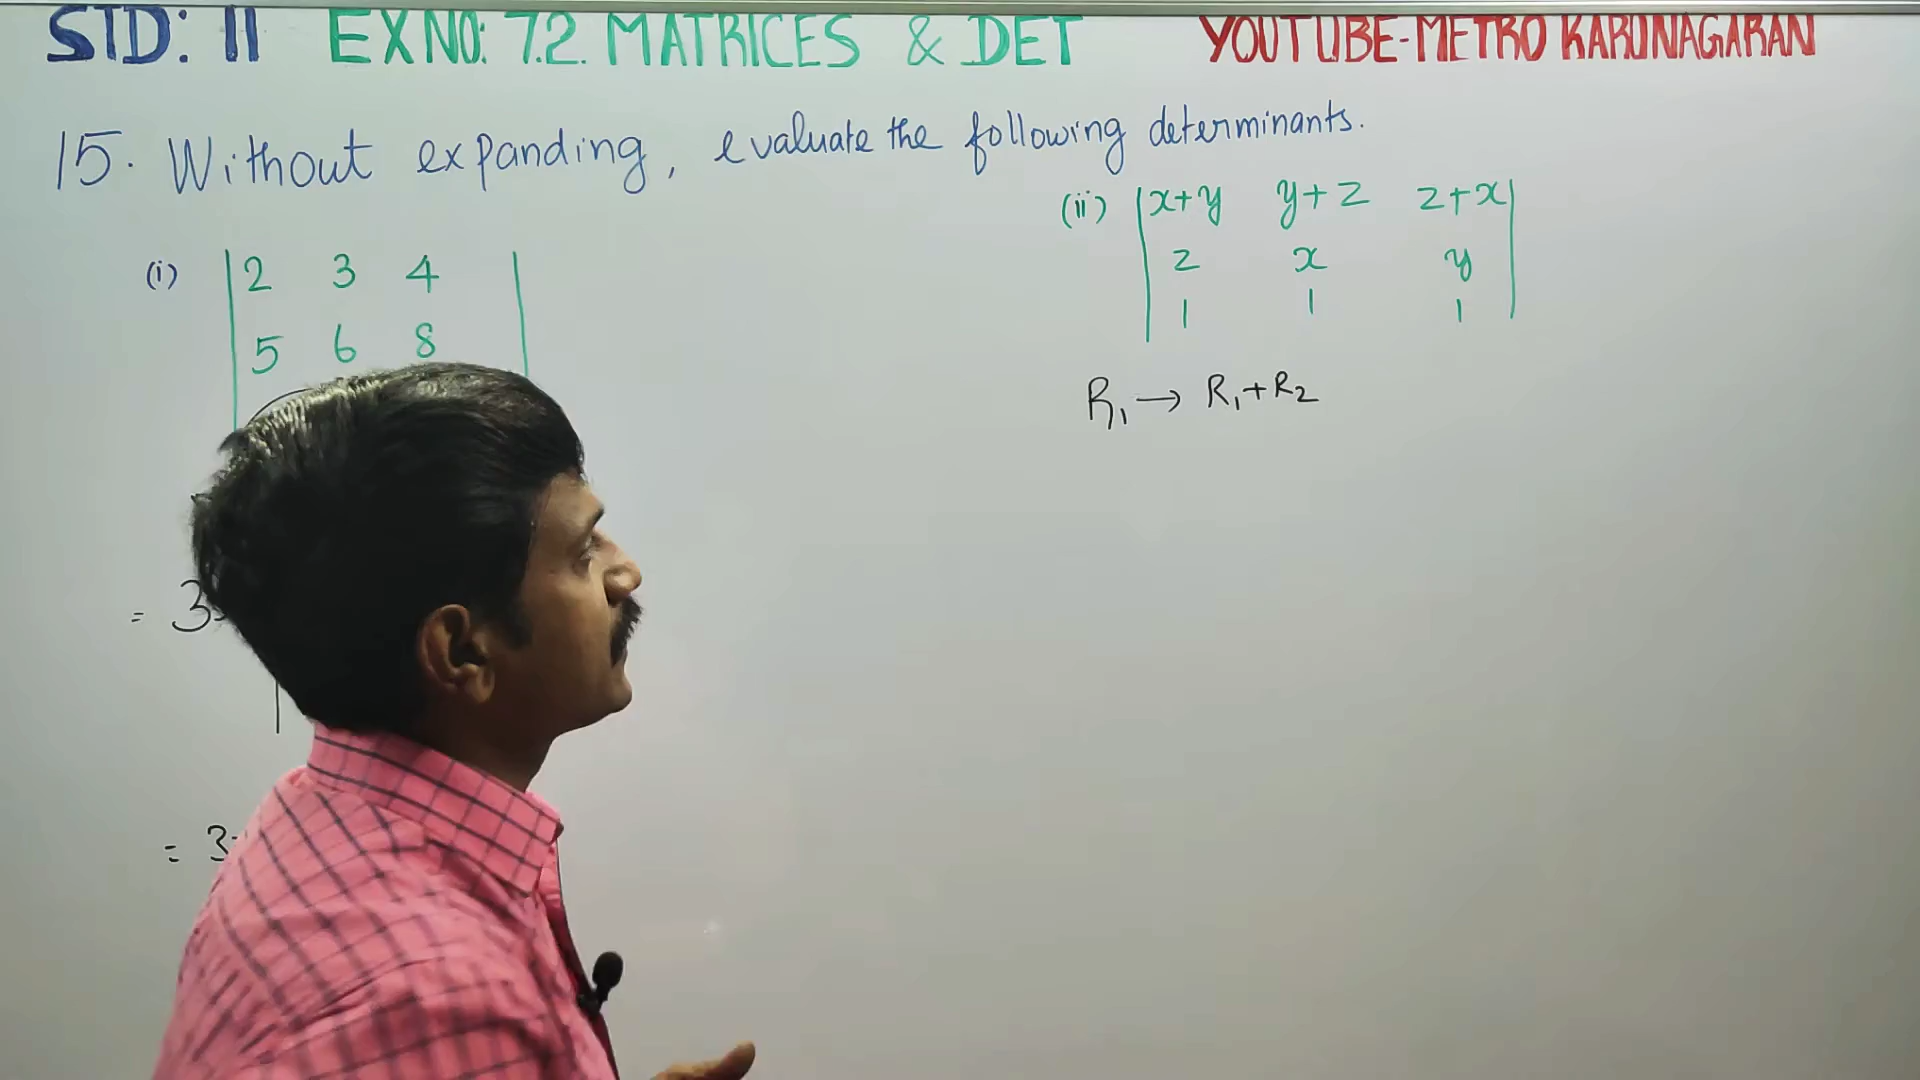 STD: 11 EX NO: 7.2. MATRICES & DET YOUTUBE-METRO KARUNAGARAN
15. Without expanding, evaluate the following determinants.
(i) | 2 3 4 |
5 6 8
= 3
= 3
(ii) | x+y y+z z+x |
z x y
1 1 1
R₁ → R₁+R₂